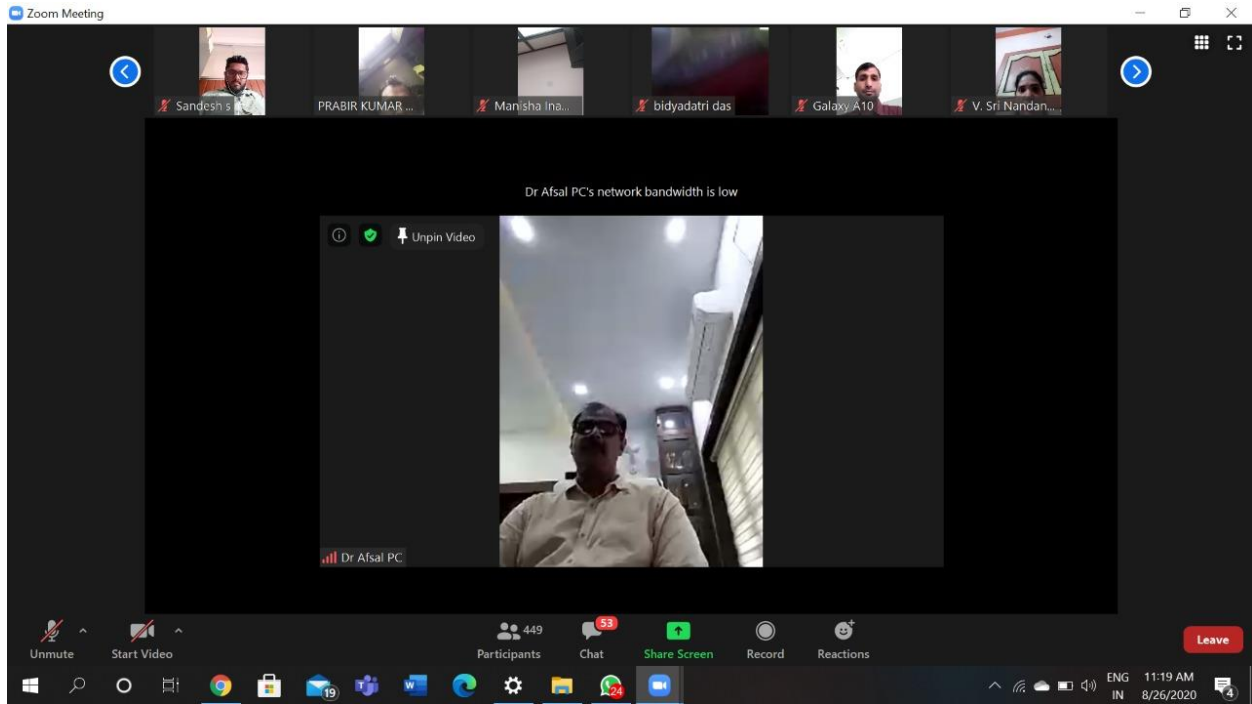 Zoom Meeting
Sandesh s
PRABIR KUMAR ...
Manisha Ina...
bidyadatri das
Galaxy A10
V. Sri Nandan...
Dr Afsal PC's network bandwidth is low
Unpin Video
Dr Afsal PC
Unmute
Start Video
449
Participants
53
Chat
Share Screen
Record
Reactions
Leave
19
24
ENG
IN
11:19 AM
8/26/2020
4